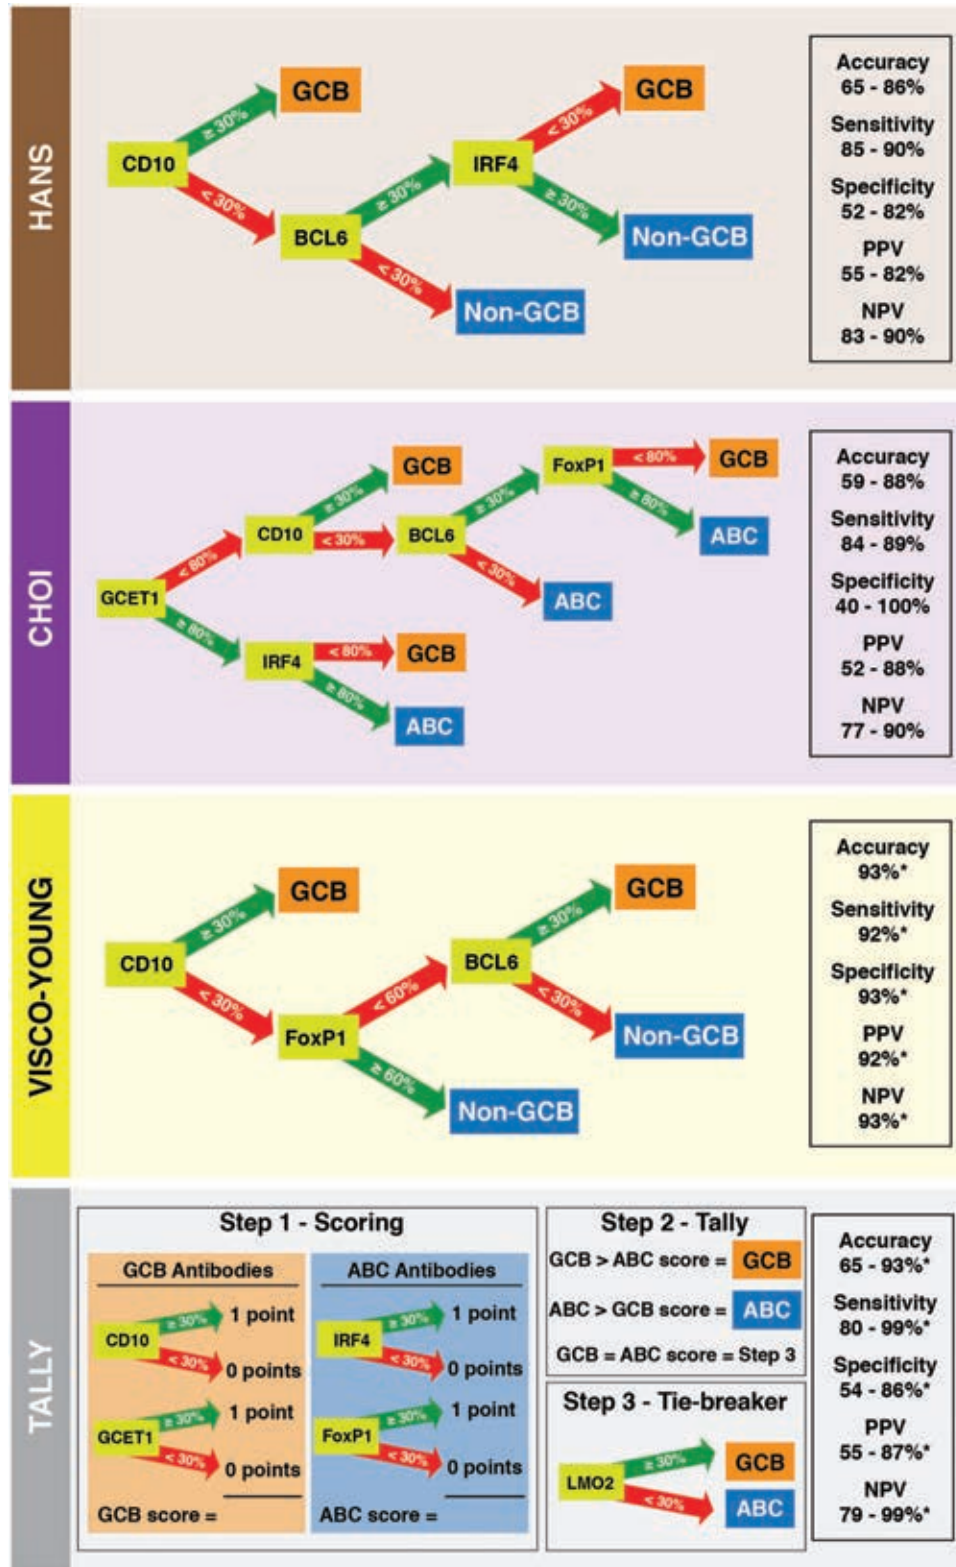 HANS
CD10
≥ 30%
GCB
< 30%
BCL6
≥ 30%
IRF4
< 30%
GCB
≥ 30%
Non-GCB
< 30%
Non-GCB
Accuracy
65 - 86%
Sensitivity
85 - 90%
Specificity
52 - 82%
PPV
55 - 82%
NPV
83 - 90%
CHOI
GCET1
< 80%
CD10
≥ 30%
GCB
< 30%
BCL6
≥ 30%
FoxP1
< 80%
GCB
≥ 80%
ABC
< 30%
ABC
≥ 80%
IRF4
< 80%
GCB
≥ 80%
ABC
Accuracy
59 - 88%
Sensitivity
84 - 89%
Specificity
40 - 100%
PPV
52 - 88%
NPV
77 - 90%
VISCO-YOUNG
CD10
≥ 30%
GCB
< 30%
FoxP1
< 60%
BCL6
≥ 30%
GCB
< 30%
Non-GCB
≥ 60%
Non-GCB
Accuracy
93%*
Sensitivity
92%*
Specificity
93%*
PPV
92%*
NPV
93%*
TALLY
Step 1 - Scoring
GCB Antibodies
CD10
≥ 30%
1 point
< 30%
0 points
GCET1
≥ 30%
1 point
< 30%
0 points
GCB score =
ABC Antibodies
IRF4
≥ 30%
1 point
< 30%
0 points
FoxP1
≥ 30%
1 point
< 30%
0 points
ABC score =
Step 2 - Tally
GCB > ABC score = GCB
ABC > GCB score = ABC
GCB = ABC score = Step 3
Step 3 - Tie-breaker
LMO2
≥ 30%
GCB
< 30%
ABC
Accuracy
65 - 93%*
Sensitivity
80 - 99%*
Specificity
54 - 86%*
PPV
55 - 87%*
NPV
79 - 99%*